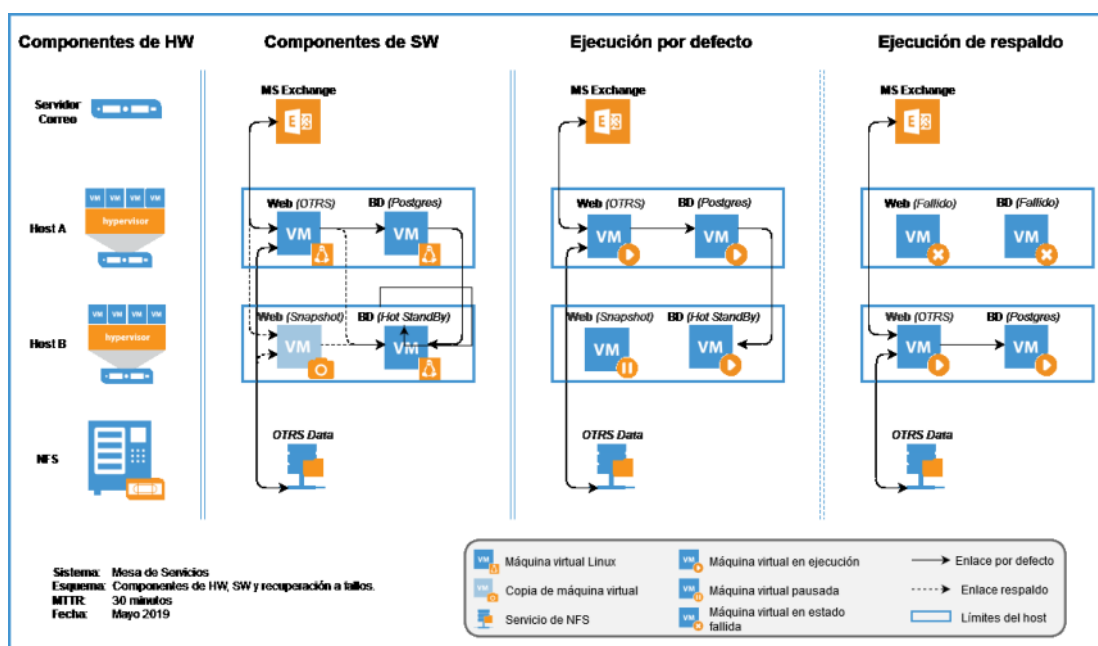 Componentes de HW
Componentes de SW
Ejecución por defecto
Ejecución de respaldo
Servidor
Correo
MS Exchange
E
MS Exchange
E
MS Exchange
E
Host A
VM VM VM VM
hypervisor
Web (OTRS)
BD (Postgres)
VM
VM
Web (OTRS)
BD (Postgres)
VM
VM
Web (Fallido)
BD (Fallido)
VM
VM
Host B
VM VM VM VM
hypervisor
Web (Snapshot)
BD (Hot StandBy)
VM
VM
Web (Snapshot)
BD (Hot StandBy)
VM
VM
Web (OTRS)
BD (Postgres)
VM
VM
NFS
OTRS Data
OTRS Data
OTRS Data
Sistema: Mesa de Servicios
Esquema: Componentes de HW, SW y recuperación a fallos.
MTTR: 30 minutos
Fecha: Mayo 2019
VM Máquina virtual Linux
VM Copia de máquina virtual
Servicio de NFS
VM Máquina virtual en ejecución
VM Máquina virtual pausada
VM Máquina virtual en estado
fallida
Enlace por defecto
Enlace respaldo
Límites del host